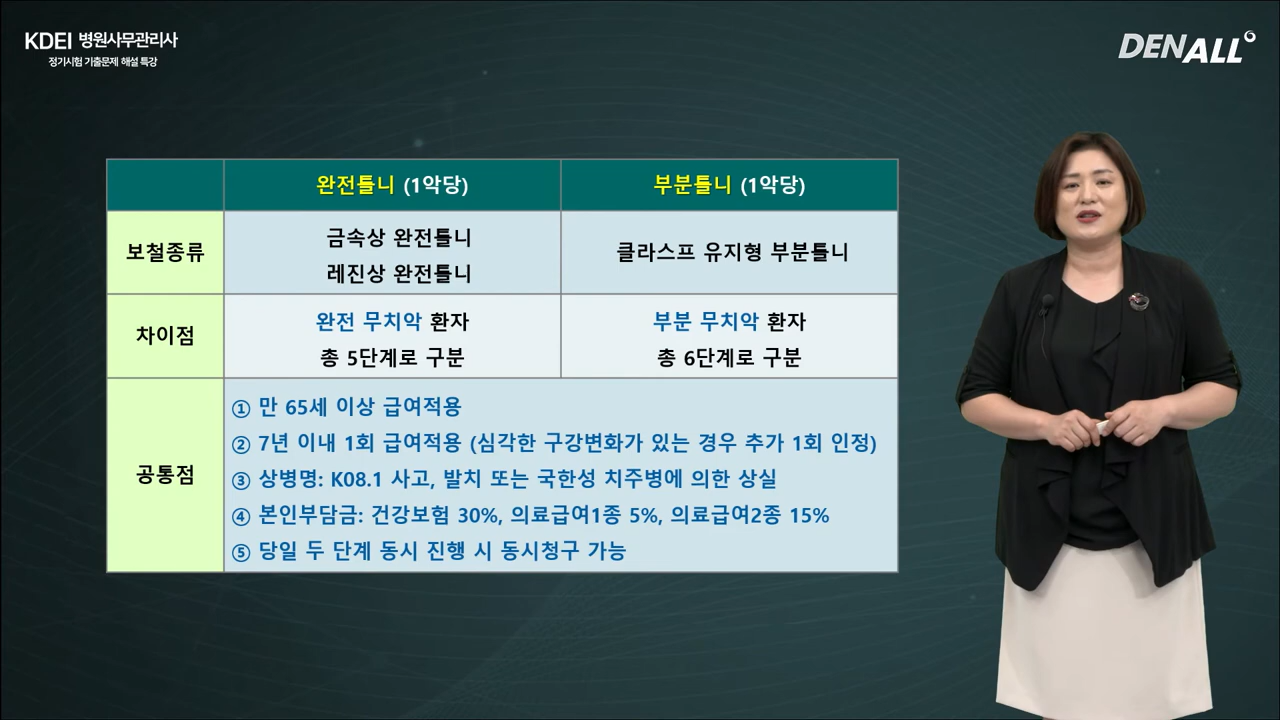 KDEI 병원사무관리사
정기시험 기출문제 해설 특강
DENALL
완전틀니 (1악당)
부분틀니 (1악당)
보철종류
금속상 완전틀니
레진상 완전틀니
클라스프 유지형 부분틀니
차이점
완전 무치악 환자
총 5단계로 구분
부분 무치악 환자
총 6단계로 구분
공통점
① 만 65세 이상 급여적용
② 7년 이내 1회 급여적용 (심각한 구강변화가 있는 경우 추가 1회 인정)
③ 상병명: K08.1 사고, 발치 또는 국한성 치주병에 의한 상실
④ 본인부담금: 건강보험 30%, 의료급여1종 5%, 의료급여2종 15%
⑤ 당일 두 단계 동시 진행 시 동시청구 가능